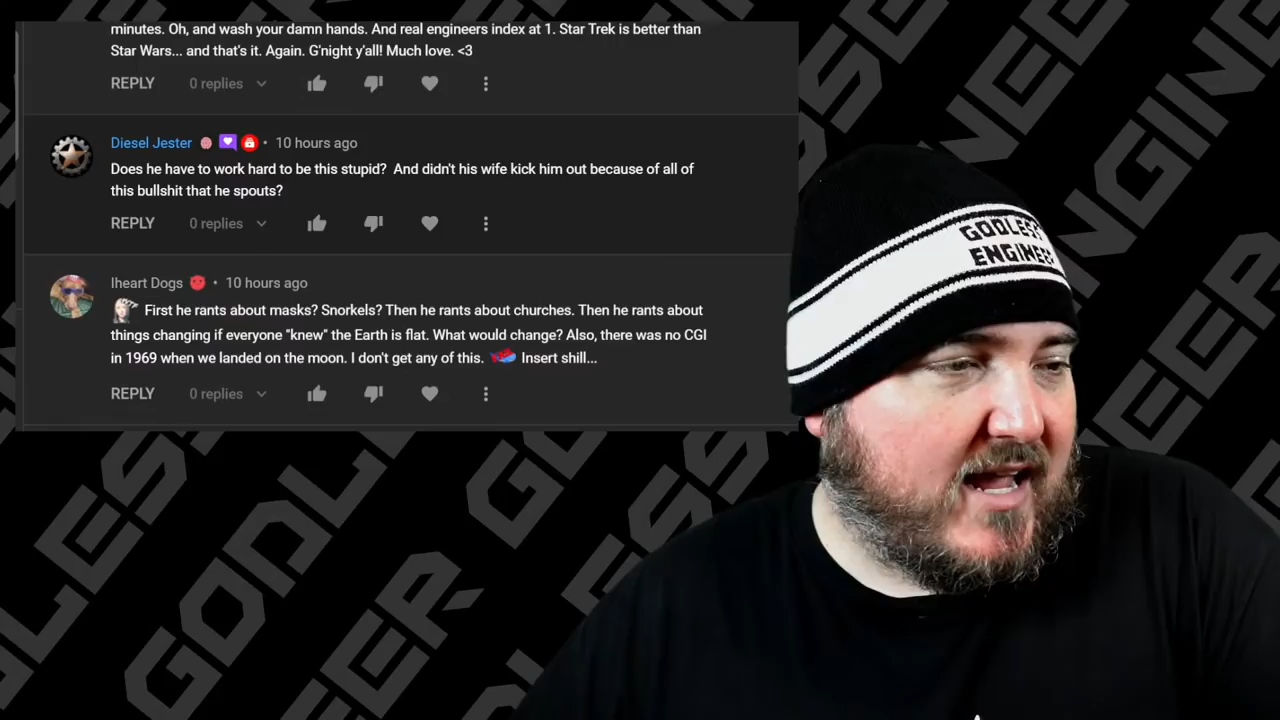 minutes. Oh, and wash your damn hands. And real engineers index at 1. Star Trek is better than
Star Wars... and that's it. Again. G'night y'all! Much love. <3
REPLY 0 replies
Diesel Jester • 10 hours ago
Does he have to work hard to be this stupid?  And didn't his wife kick him out because of all of
this bullshit that he spouts?
REPLY 0 replies
Iheart Dogs • 10 hours ago
First he rants about masks? Snorkels? Then he rants about churches. Then he rants about
things changing if everyone "knew" the Earth is flat. What would change? Also, there was no CGI
in 1969 when we landed on the moon. I don't get any of this. Insert shill...
REPLY 0 replies
GODLESS
ENGINEER